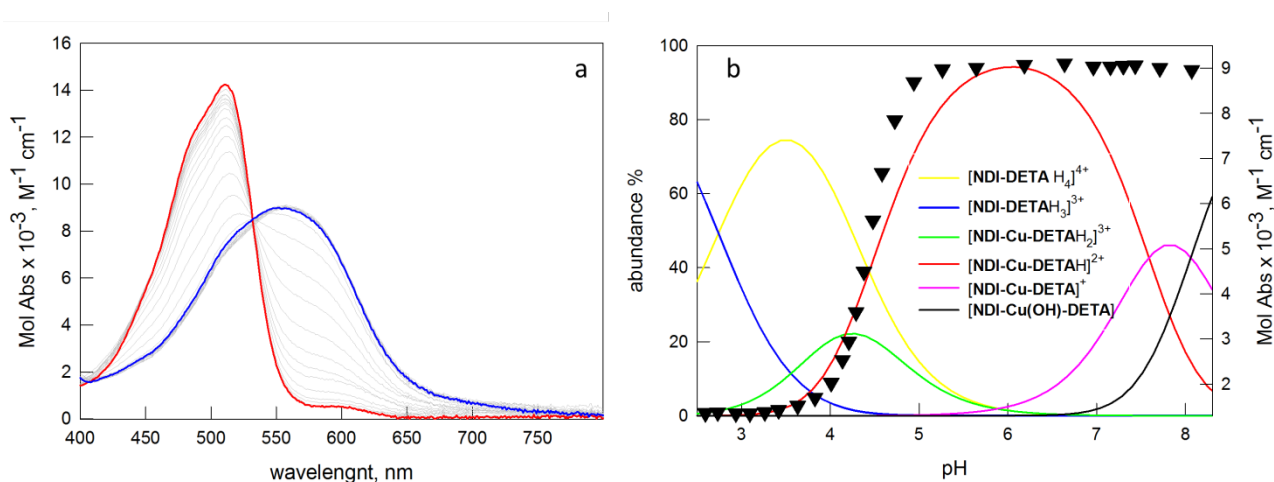 a
16
14
12
10
8
6
4
2
0
Mol Abs x 10⁻³, M⁻¹ cm⁻¹
400 450 500 550 600 650 700 750
wavelengnt, nm
b
100
80
60
40
20
0
abundance %
[NDI-DETA H₄]⁴⁺
[NDI-DETAH₃]³⁺
[NDI-Cu-DETAH₂]³⁺
[NDI-Cu-DETAH]²⁺
[NDI-Cu-DETA]⁺
[NDI-Cu(OH)-DETA]
9
8
7
6
5
4
3
2
Mol Abs x 10⁻³, M⁻¹ cm⁻¹
3 4 5 6 7 8
pH